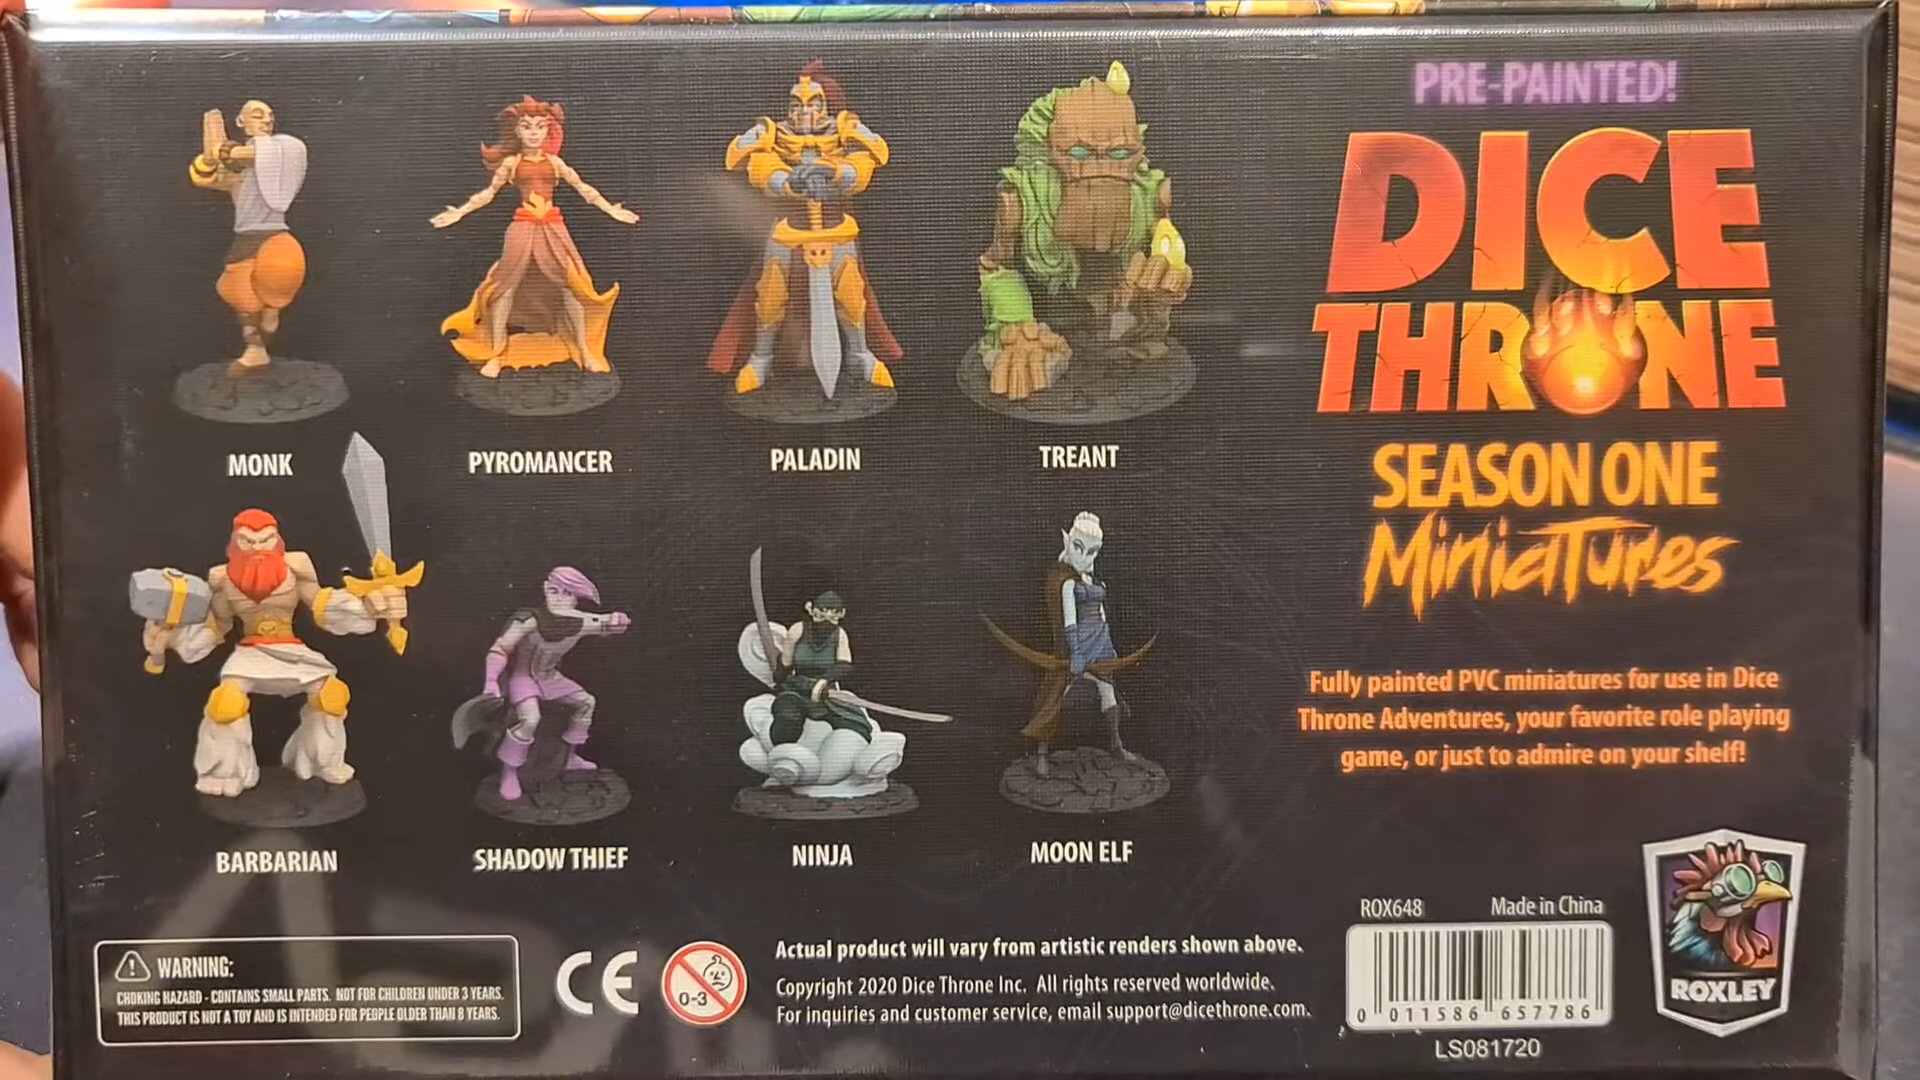 PRE-PAINTED!
DICE
THRONE
SEASON ONE
Miniatures
MONK
PYROMANCER
PALADIN
TREANT
BARBARIAN
SHADOW THIEF
NINJA
MOON ELF
Fully painted PVC miniatures for use in Dice
Throne Adventures, your favorite role playing
game, or just to admire on your shelf!
WARNING:
CHOKING HAZARD - CONTAINS SMALL PARTS. NOT FOR CHILDREN UNDER 3 YEARS.
THIS PRODUCT IS NOT A TOY AND IS INTENDED FOR PEOPLE OLDER THAN 8 YEARS.
CE
0-3
Actual product will vary from artistic renders shown above.
Copyright 2020 Dice Throne Inc. All rights reserved worldwide.
For inquiries and customer service, email support@dicethrone.com.
ROX648 Made in China
0 011586 657786
LS081720
ROXLEY